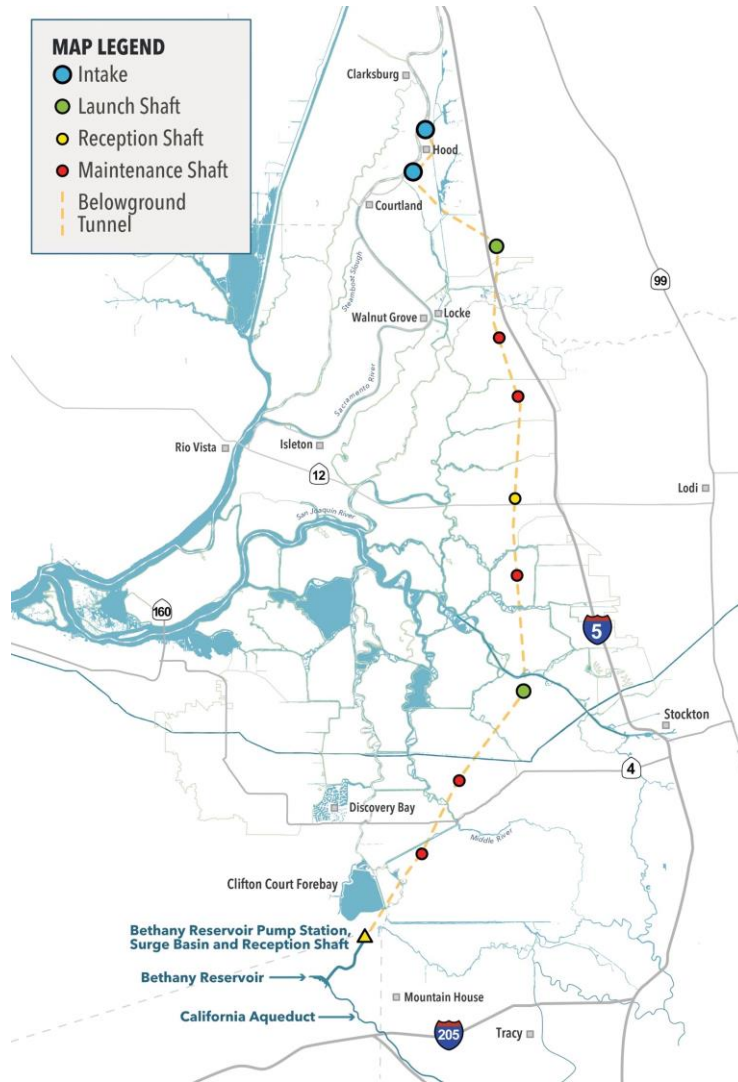 MAP LEGEND
Intake
Launch Shaft
Reception Shaft
Maintenance Shaft
Belowground
Tunnel
Clarksburg
Hood
Courtland
Steamboat Slough
99
Walnut Grove
Locke
Sacramento River
Rio Vista
Isleton
12
Lodi
San Joaquin River
160
5
Stockton
4
Discovery Bay
Middle River
Clifton Court Forebay
Bethany Reservoir Pump Station,
Surge Basin and Reception Shaft
Bethany Reservoir
Mountain House
California Aqueduct
205
Tracy